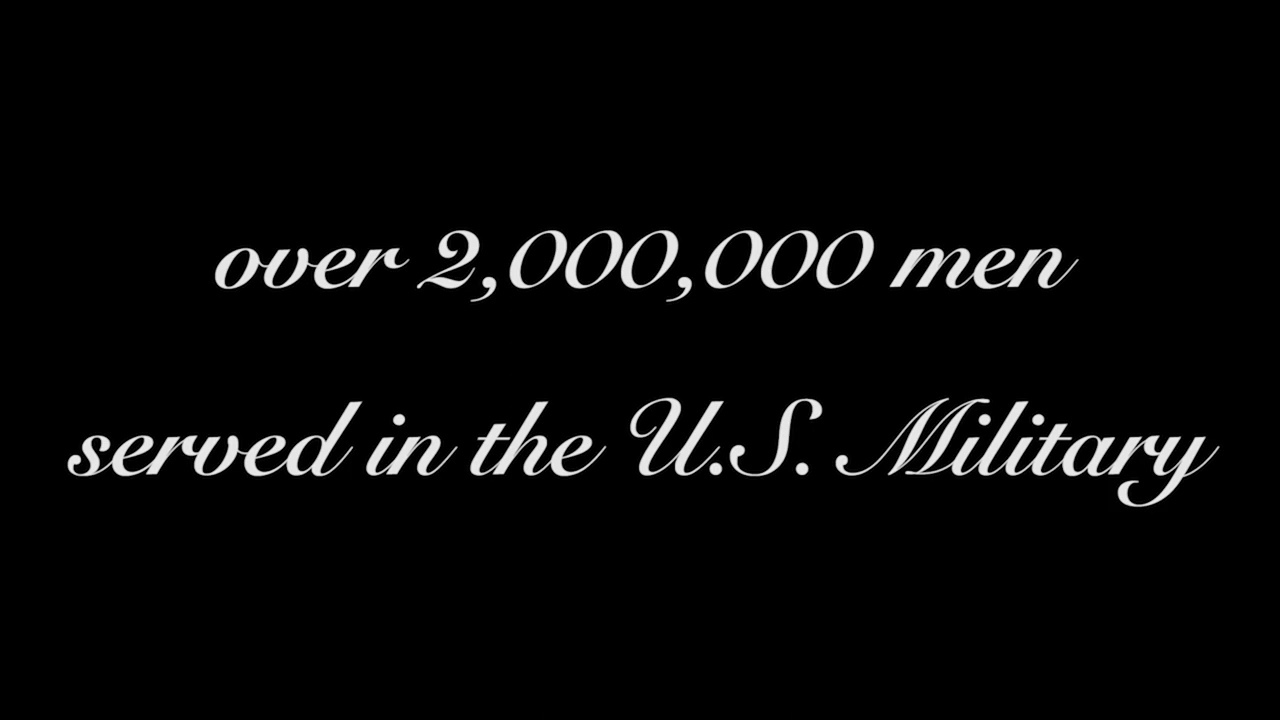 over 2,000,000 men
served in the U.S. Military